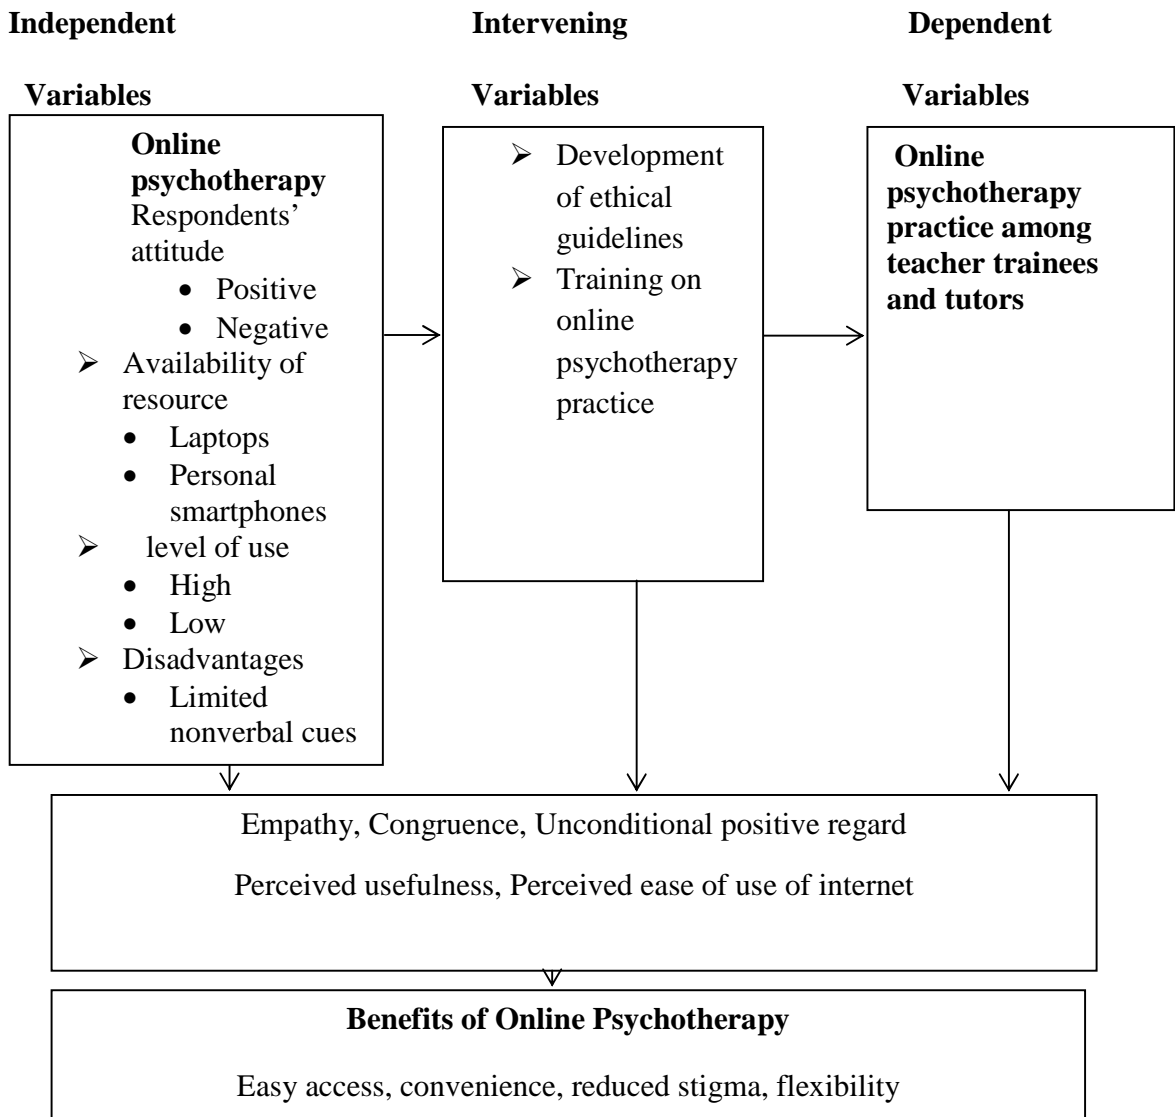 Independent
Variables
Online
psychotherapy
Respondents’
attitude
• Positive
• Negative
➢ Availability of
resource
• Laptops
• Personal
smartphones
➢ level of use
• High
• Low
➢ Disadvantages
• Limited
nonverbal cues
Intervening
Variables
➢ Development
of ethical
guidelines
➢ Training on
online
psychotherapy
practice
Dependent
Variables
Online
psychotherapy
practice among
teacher trainees
and tutors
Empathy, Congruence, Unconditional positive regard
Perceived usefulness, Perceived ease of use of internet
Benefits of Online Psychotherapy
Easy access, convenience, reduced stigma, flexibility